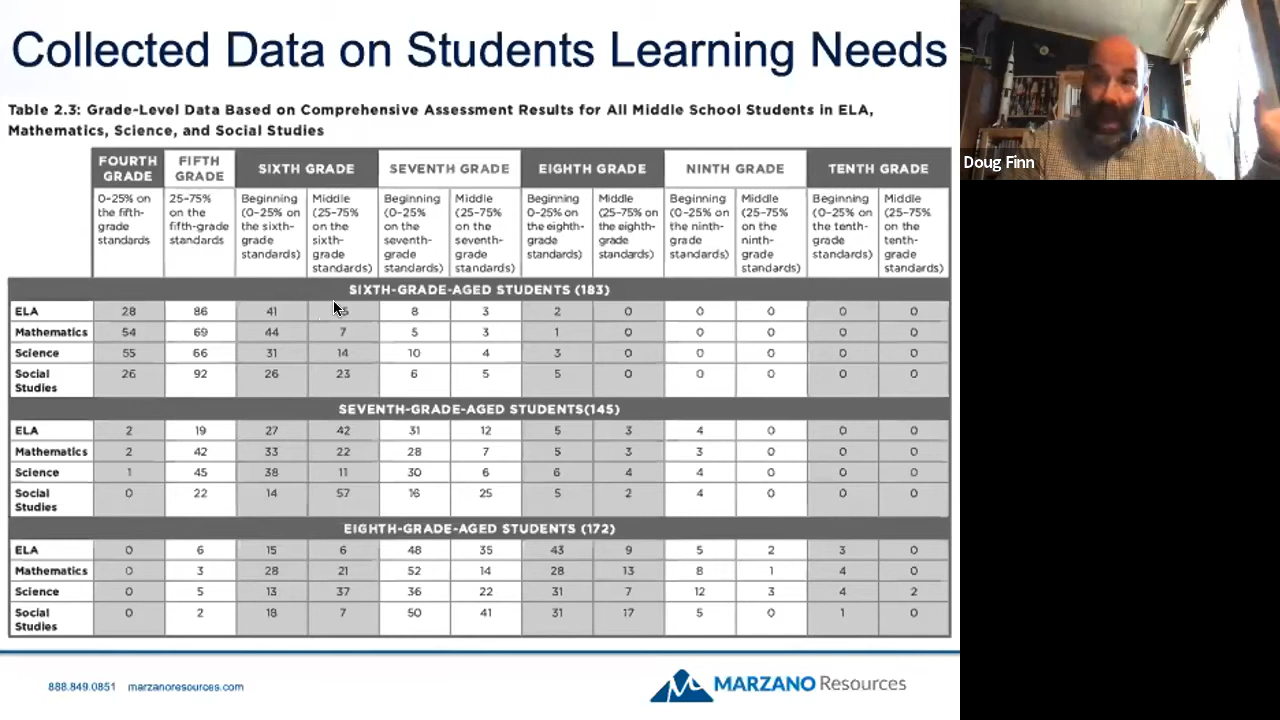 Collected Data on Students Learning Needs
Doug Finn
Table 2.3: Grade-Level Data Based on Comprehensive Assessment Results for All Middle School Students in ELA,
Mathematics, Science, and Social Studies
FOURTH GRADE FIFTH GRADE SIXTH GRADE SEVENTH GRADE EIGHTH GRADE NINTH GRADE TENTH GRADE
0–25% on the fifth-grade standards
25–75% on the fifth-grade standards
Beginning (0–25% on the sixth-grade standards)
Middle (25–75% on the sixth-grade standards)
Beginning (0–25% on the seventh-grade standards)
Middle (25–75% on the seventh-grade standards)
Beginning 0–25% on the eighth-grade standards)
Middle (25–75% on the eighth-grade standards)
Beginning (0–25% on the ninth-grade standards)
Middle (25–75% on the ninth-grade standards)
Beginning (0–25% on the tenth-grade standards)
Middle (25–75% on the tenth-grade standards)
SIXTH-GRADE-AGED STUDENTS (183)
ELA 28 86 41 8 3 2 0 0 0 0 0
Mathematics 54 69 44 7 5 3 1 0 0 0 0 0
Science 55 66 31 14 10 4 3 0 0 0 0 0
Social Studies 26 92 26 23 6 5 5 0 0 0 0 0
SEVENTH-GRADE-AGED STUDENTS(145)
ELA 2 19 27 42 31 12 5 3 4 0 0 0
Mathematics 2 42 33 22 28 7 5 3 3 0 0 0
Science 1 45 38 11 30 6 6 4 4 0 0 0
Social Studies 0 22 14 57 16 25 5 2 4 0 0 0
EIGHTH-GRADE-AGED STUDENTS (172)
ELA 0 6 15 6 48 35 43 9 5 2 3 0
Mathematics 0 3 28 21 52 14 28 13 8 1 4 0
Science 0 5 13 37 36 22 31 7 12 3 4 2
Social Studies 0 2 18 7 50 41 31 17 5 0 1 0
888.849.0851 marzanoresources.com
MARZANO Resources